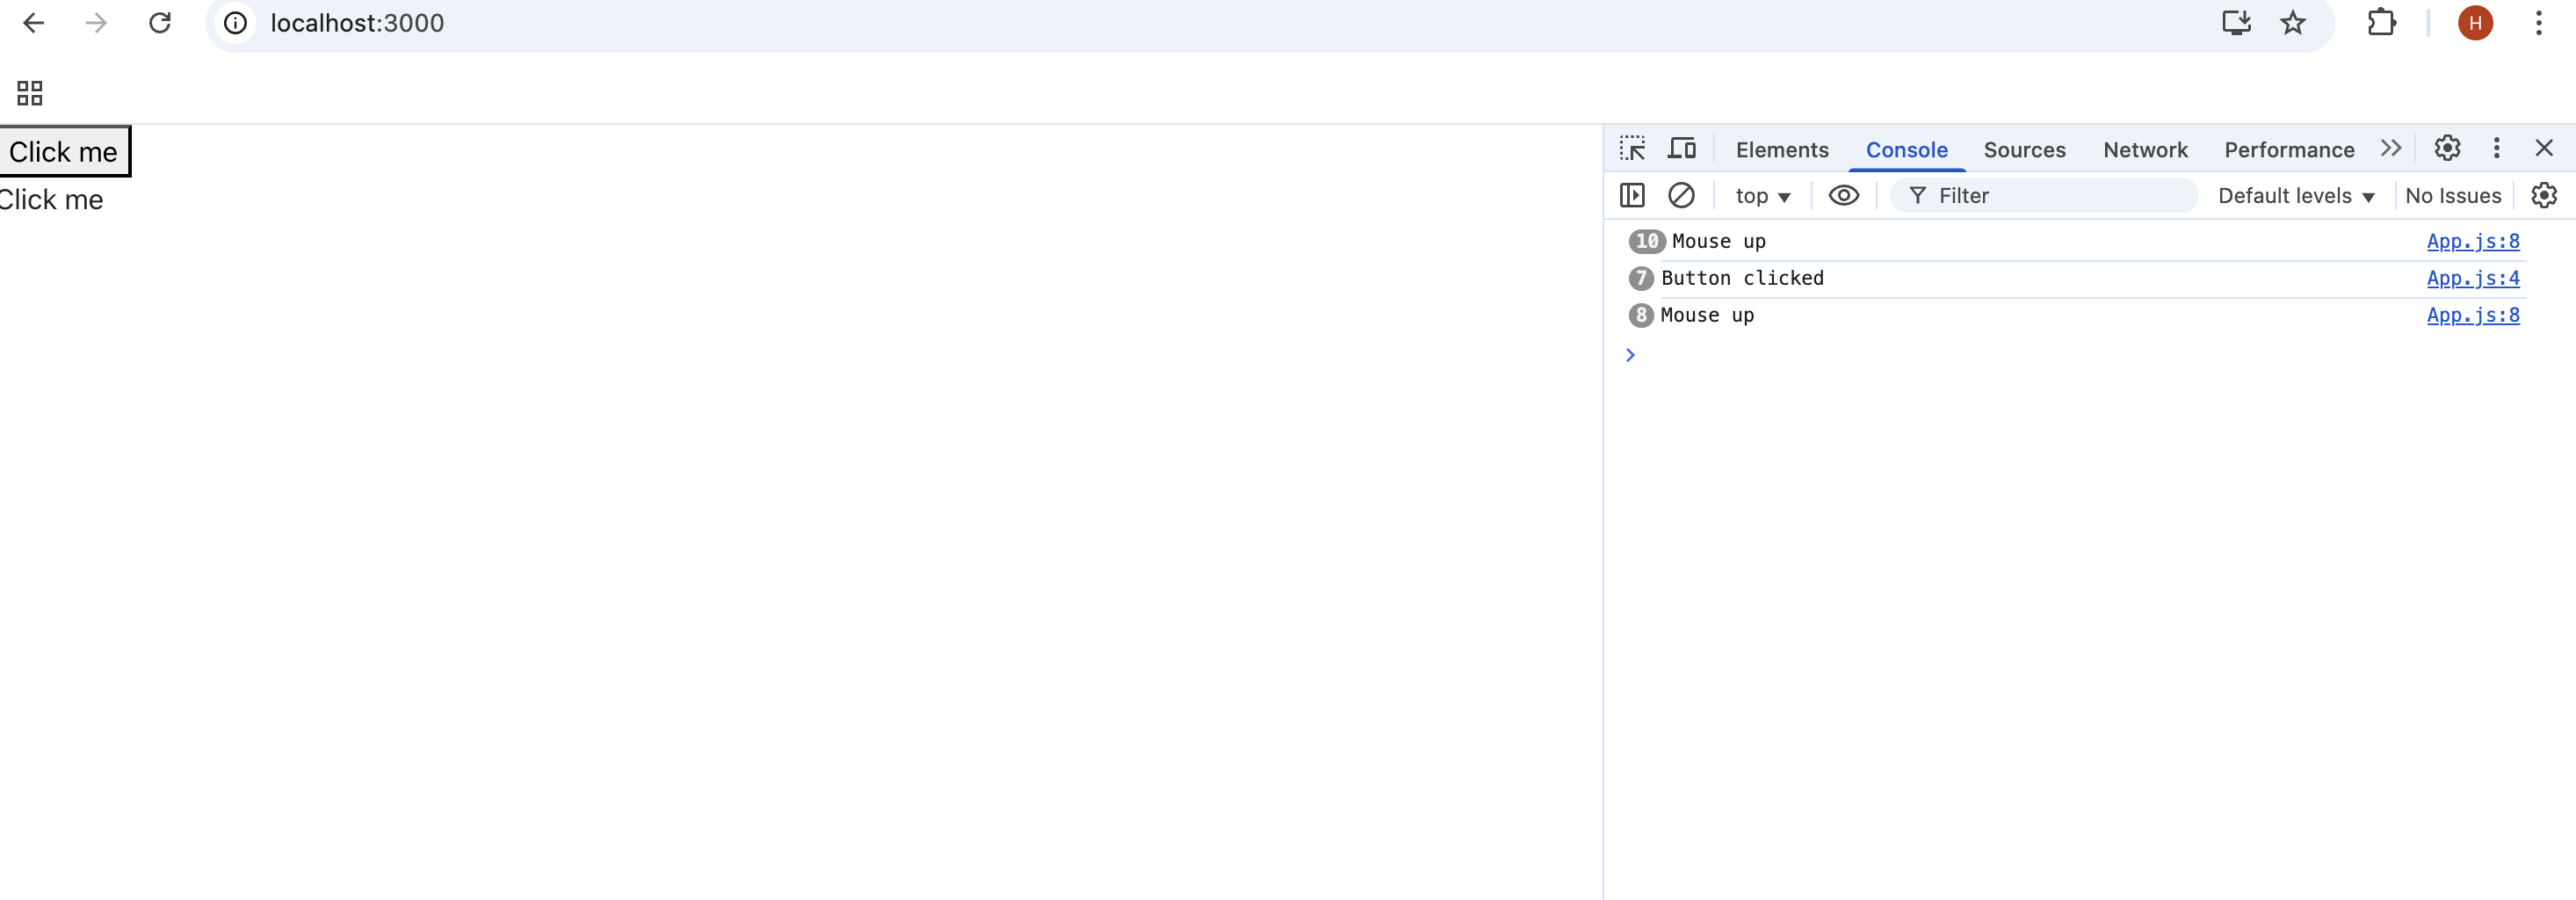 localhost:3000
H
Click me
Click me
Elements Console Sources Network Performance
top Filter Default levels No Issues
10 Mouse up App.js:8
7 Button clicked App.js:4
8 Mouse up App.js:8